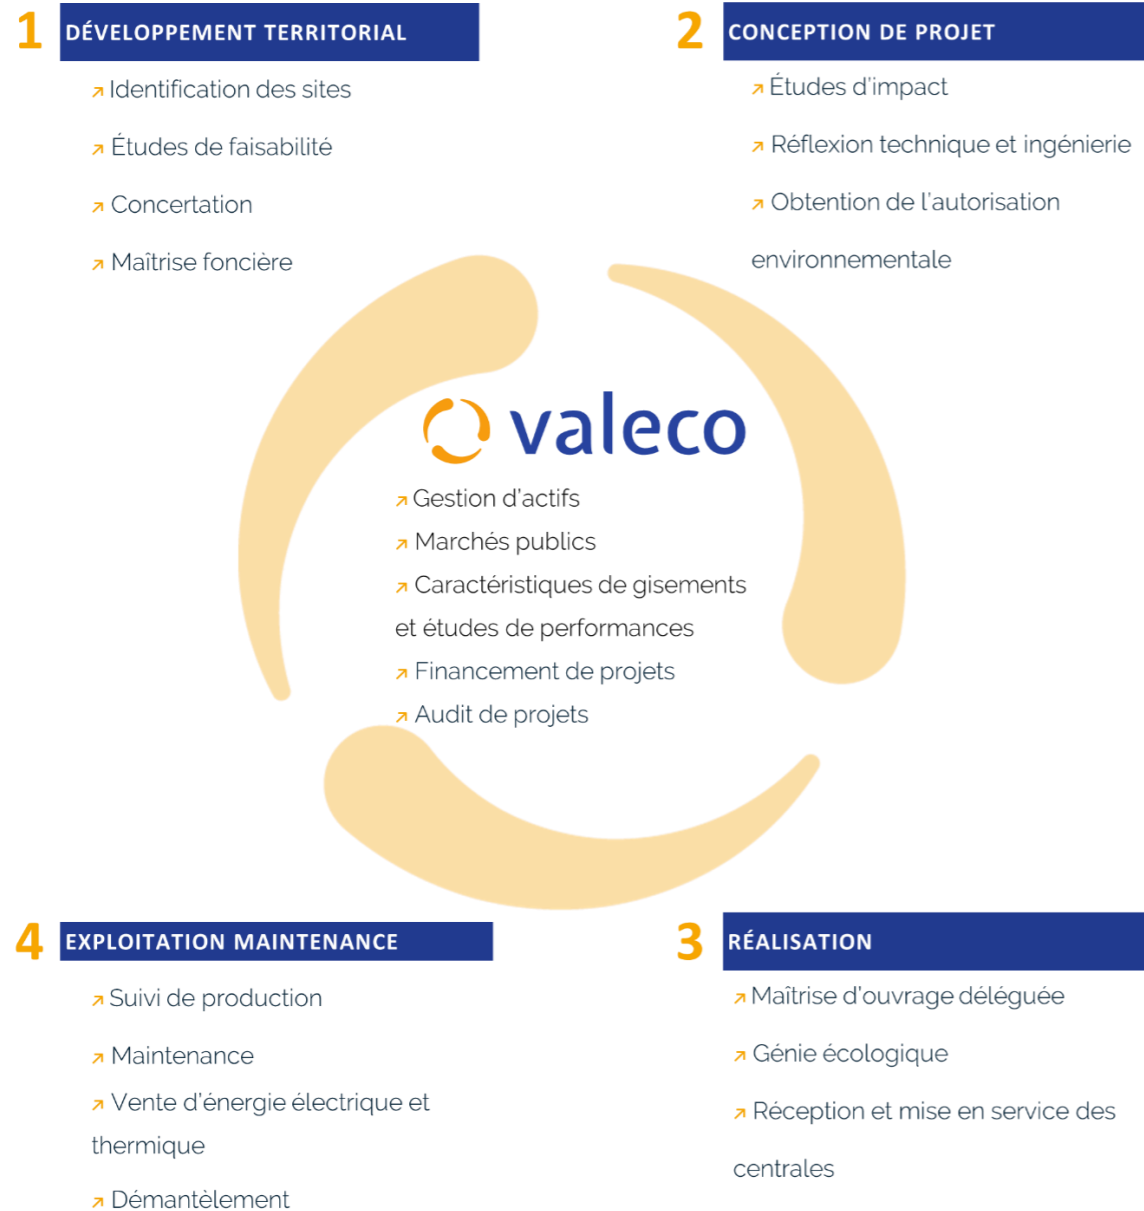 1 DÉVELOPPEMENT TERRITORIAL
↗ Identification des sites
↗ Études de faisabilité
↗ Concertation
↗ Maîtrise foncière
2 CONCEPTION DE PROJET
↗ Études d'impact
↗ Réflexion technique et ingénierie
↗ Obtention de l'autorisation
environnementale
valeco
↗ Gestion d'actifs
↗ Marchés publics
↗ Caractéristiques de gisements
et études de performances
↗ Financement de projets
↗ Audit de projets
4 EXPLOITATION MAINTENANCE
↗ Suivi de production
↗ Maintenance
↗ Vente d'énergie électrique et
thermique
↗ Démantèlement
3 RÉALISATION
↗ Maîtrise d'ouvrage déléguée
↗ Génie écologique
↗ Réception et mise en service des
centrales